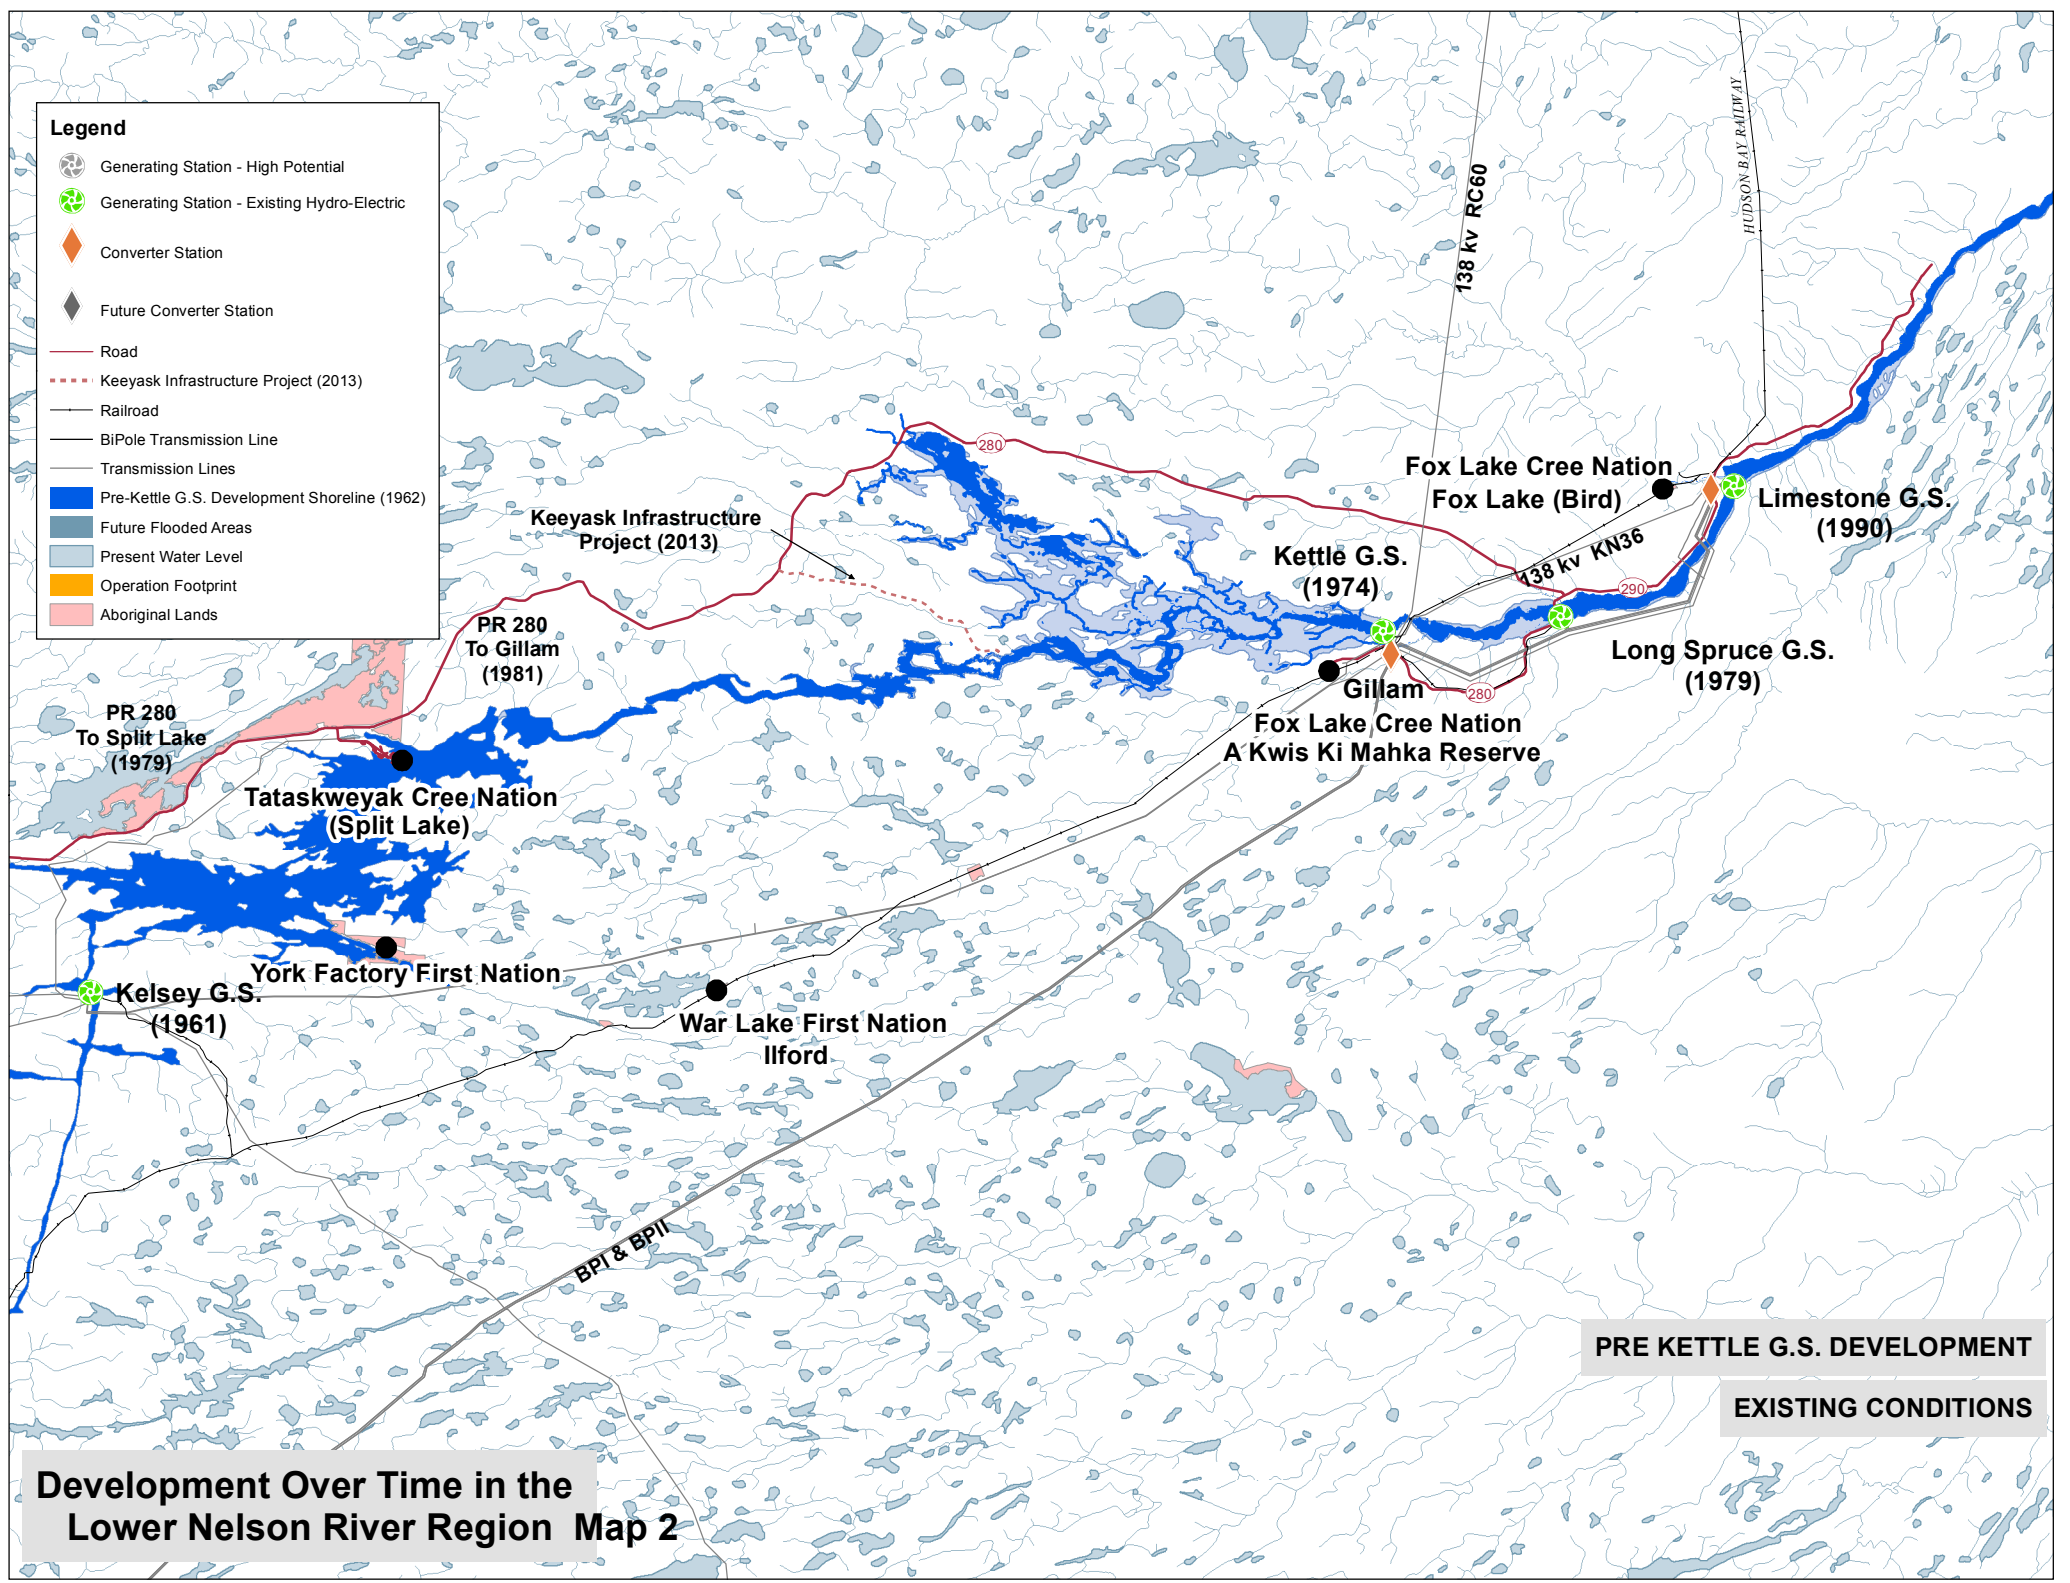 Legend
Generating Station - High Potential
Generating Station - Existing Hydro-Electric
Converter Station
Future Converter Station
Road
Keeyask Infrastructure Project (2013)
Railroad
BiPole Transmission Line
Transmission Lines
Pre-Kettle G.S. Development Shoreline (1962)
Future Flooded Areas
Present Water Level
Operation Footprint
Aboriginal Lands
HUDSON BAY RAILWAY
138 kv RC60
280
Fox Lake Cree Nation
Fox Lake (Bird)
Limestone G.S.
(1990)
Keeyask Infrastructure
Project (2013)
138 kv KN36
Kettle G.S.
(1974)
290
PR 280
To Gillam
(1981)
Long Spruce G.S.
(1979)
Gillam
280
Fox Lake Cree Nation
A Kwis Ki Mahka Reserve
PR 280
To Split Lake
(1979)
Tataskweyak Cree Nation
(Split Lake)
York Factory First Nation
Kelsey G.S.
(1961)
War Lake First Nation
Ilford
BPI & BPII
PRE KETTLE G.S. DEVELOPMENT
EXISTING CONDITIONS
Development Over Time in the
Lower Nelson River Region Map 2